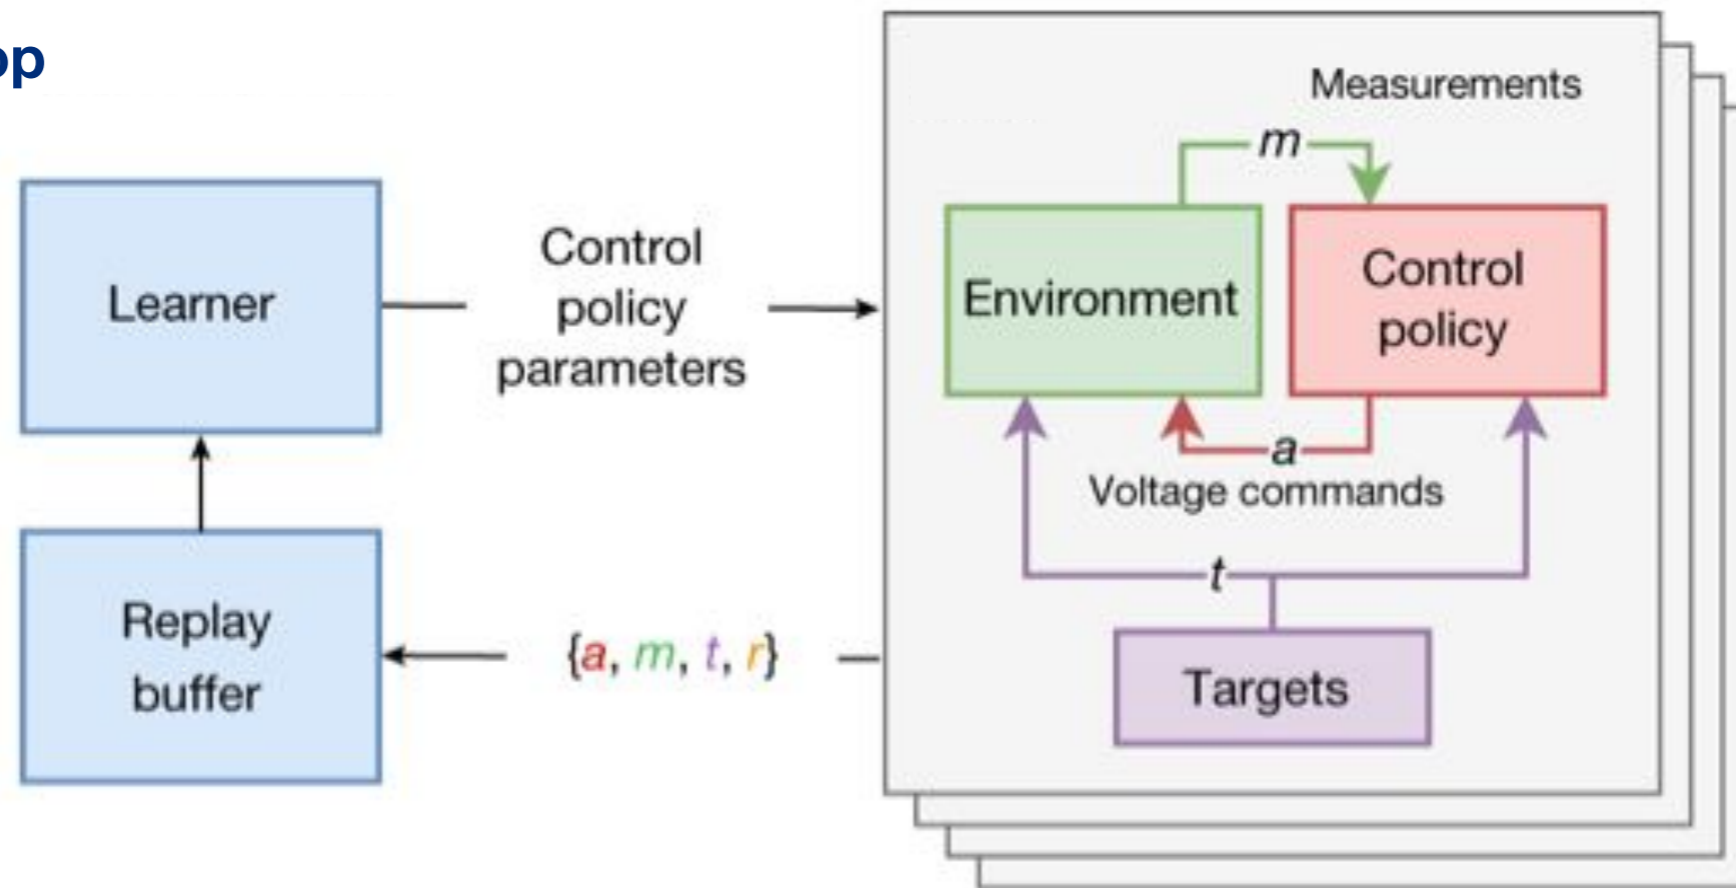 Measurements
m
Learner
Control
policy
parameters
Environment
Control
policy
a
Voltage commands
t
Replay
buffer
{a, m, t, r}
Targets